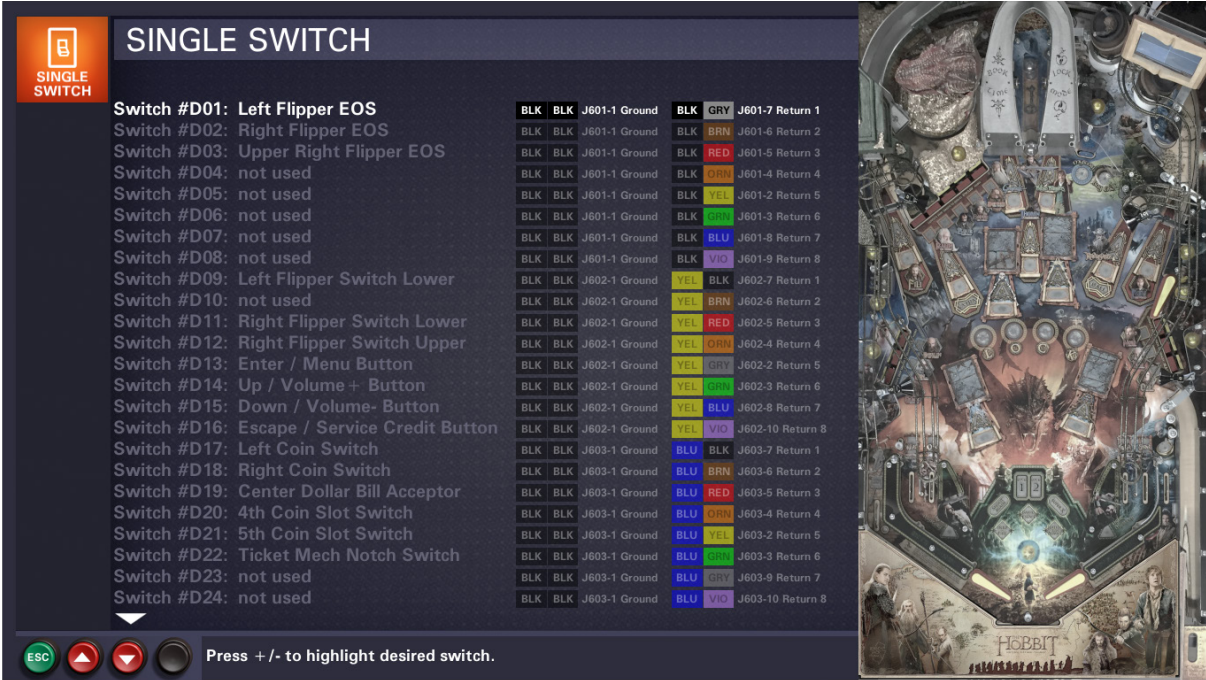 SINGLE SWITCH
SINGLE
SWITCH
Switch #D01: Left Flipper EOS BLK BLK J601-1 Ground BLK GRY J601-7 Return 1
Switch #D02: Right Flipper EOS BLK BLK J601-1 Ground BLK BRN J601-6 Return 2
Switch #D03: Upper Right Flipper EOS BLK BLK J601-1 Ground BLK RED J601-5 Return 3
Switch #D04: not used BLK BLK J601-1 Ground BLK ORN J601-4 Return 4
Switch #D05: not used BLK BLK J601-1 Ground BLK YEL J601-2 Return 5
Switch #D06: not used BLK BLK J601-1 Ground BLK GRN J601-3 Return 6
Switch #D07: not used BLK BLK J601-1 Ground BLK BLU J601-8 Return 7
Switch #D08: not used BLK BLK J601-1 Ground BLK VIO J601-9 Return 8
Switch #D09: Left Flipper Switch Lower BLK BLK J602-1 Ground YEL BLK J602-7 Return 1
Switch #D10: not used BLK BLK J602-1 Ground YEL BRN J602-6 Return 2
Switch #D11: Right Flipper Switch Lower BLK BLK J602-1 Ground YEL RED J602-5 Return 3
Switch #D12: Right Flipper Switch Upper BLK BLK J602-1 Ground YEL ORN J602-4 Return 4
Switch #D13: Enter / Menu Button BLK BLK J602-1 Ground YEL GRY J602-2 Return 5
Switch #D14: Up / Volume+ Button BLK BLK J602-1 Ground YEL GRN J602-3 Return 6
Switch #D15: Down / Volume- Button BLK BLK J602-1 Ground YEL BLU J602-8 Return 7
Switch #D16: Escape / Service Credit Button BLK BLK J602-1 Ground YEL VIO J602-10 Return 8
Switch #D17: Left Coin Switch BLK BLK J603-1 Ground BLU BLK J603-7 Return 1
Switch #D18: Right Coin Switch BLK BLK J603-1 Ground BLU BRN J603-6 Return 2
Switch #D19: Center Dollar Bill Acceptor BLK BLK J603-1 Ground BLU RED J603-5 Return 3
Switch #D20: 4th Coin Slot Switch BLK BLK J603-1 Ground BLU ORN J603-4 Return 4
Switch #D21: 5th Coin Slot Switch BLK BLK J603-1 Ground BLU YEL J603-2 Return 5
Switch #D22: Ticket Mech Notch Switch BLK BLK J603-1 Ground BLU GRN J603-3 Return 6
Switch #D23: not used BLK BLK J603-1 Ground BLU GRY J603-9 Return 7
Switch #D24: not used BLK BLK J603-1 Ground BLU VIO J603-10 Return 8
ESC
Press +/- to highlight desired switch.
BOOK
LOCK
TIME
MODE
HOBBIT